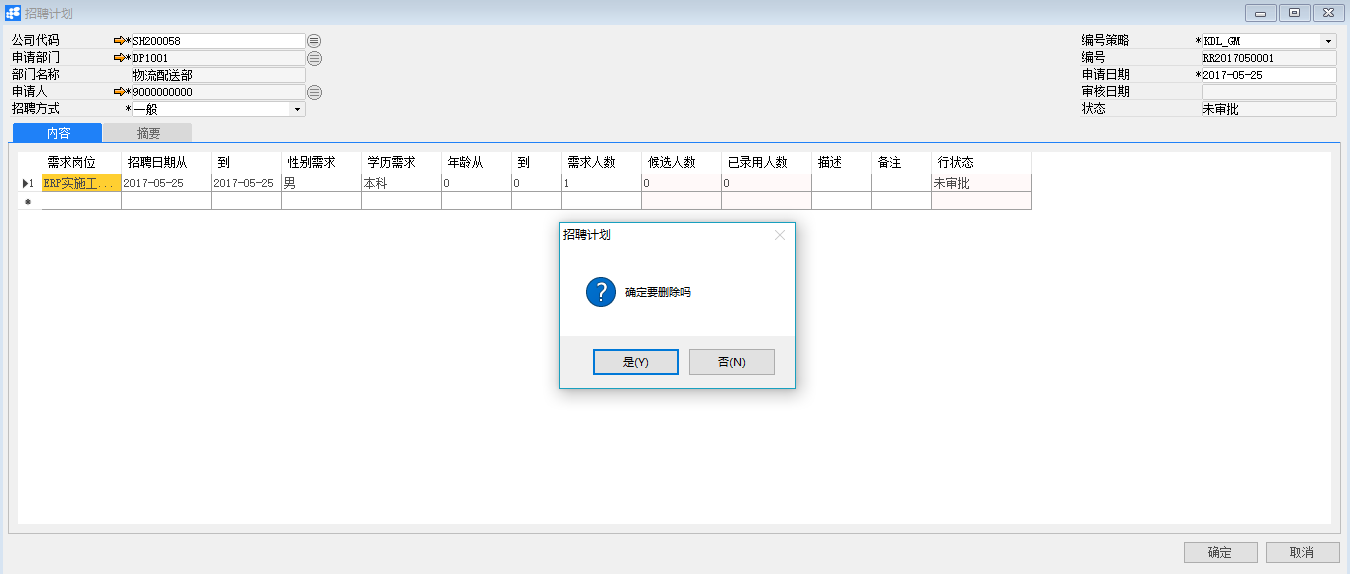 招聘计划
公司代码 *SH200058
申请部门 *DP1001
部门名称 物流配送部
申请人 *9000000000
招聘方式 *一般
编号策略 *KDL_GM
编号 RR2017050001
申请日期 *2017-05-25
审核日期
状态 未审批
内容 摘要
需求岗位 招聘日期从 到 性别需求 学历需求 年龄从 到 需求人数 候选人数 已录用人数 描述 备注 行状态
1 ERP实施工... 2017-05-25 2017-05-25 男 本科 0 0 1 0 0 未审批
*
招聘计划
确定要删除吗
是(Y) 否(N)
确定 取消